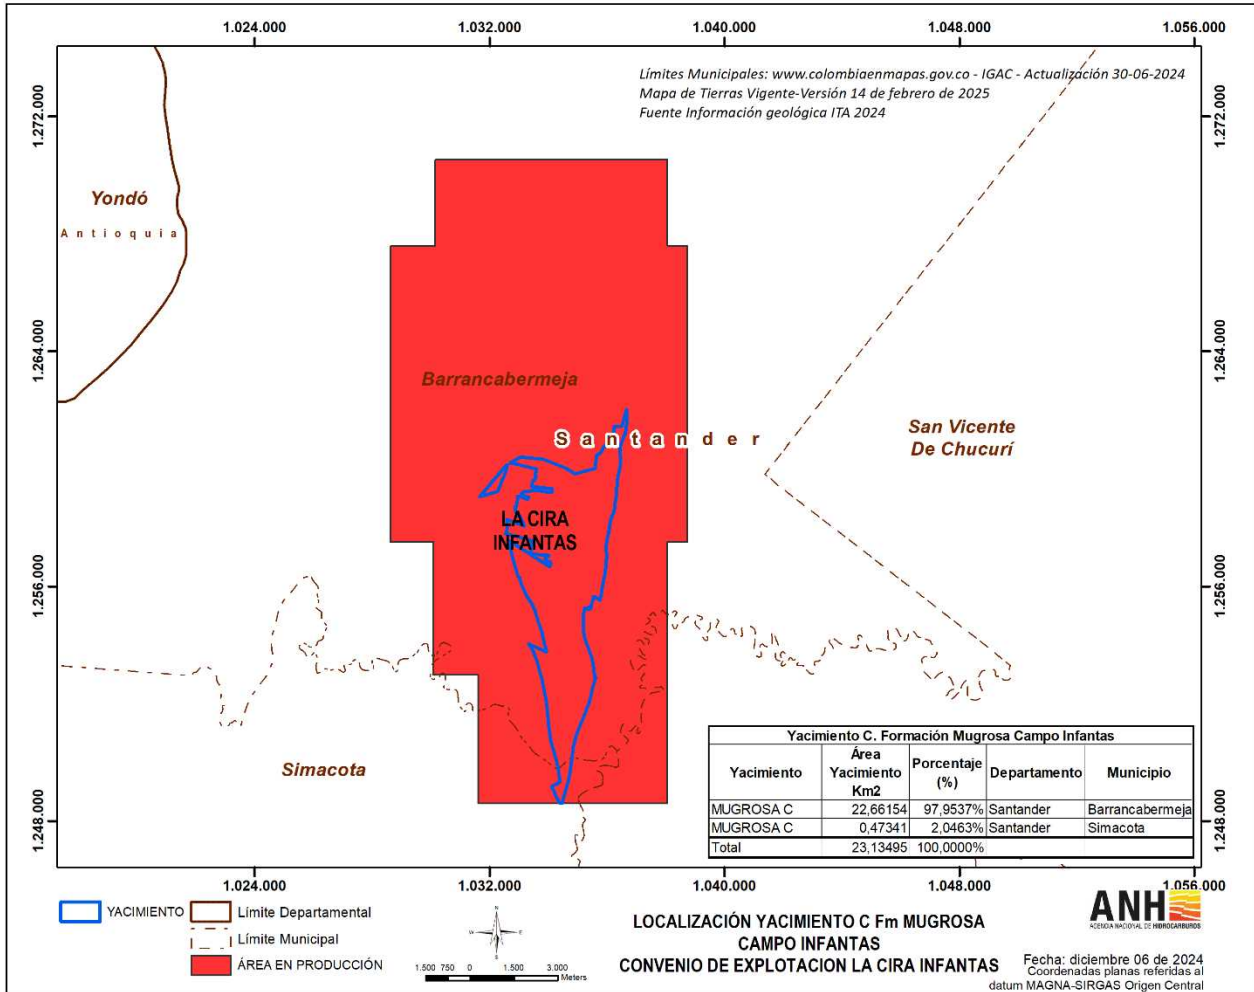 1.024.000 1.032.000 1.040.000 1.048.000 1.056.000
Límites Municipales: www.colombiaenmapas.gov.co - IGAC - Actualización 30-06-2024
Mapa de Tierras Vigente-Versión 14 de febrero de 2025
Fuente Información geológica ITA 2024
1.272.000 1.272.000
Yondó
Antioquia
1.264.000 1.264.000
Barrancabermeja
Santander
San Vicente
De Chucurí
LA CIRA
INFANTAS
1.256.000 1.256.000
Simacota
1.248.000 1.248.000
Yacimiento C. Formación Mugrosa Campo Infantas
Yacimiento Área Yacimiento Km2 Porcentaje (%) Departamento Municipio
MUGROSA C 22,66154 97,9537% Santander Barrancabermeja
MUGROSA C 0,47341 2,0463% Santander Simacota
Total 23,13495 100,0000%
1.024.000 1.032.000 1.040.000 1.048.000 1.056.000
YACIMIENTO
Límite Departamental
Límite Municipal
ÁREA EN PRODUCCIÓN
N
W E
S
1.500 750 0 1.500 3.000
Meters
LOCALIZACIÓN YACIMIENTO C Fm MUGROSA
CAMPO INFANTAS
CONVENIO DE EXPLOTACION LA CIRA INFANTAS
ANH
AGENCIA NACIONAL DE HIDROCARBUROS
Fecha: diciembre 06 de 2024
Coordenadas planas referidas al
datum MAGNA-SIRGAS Origen Central